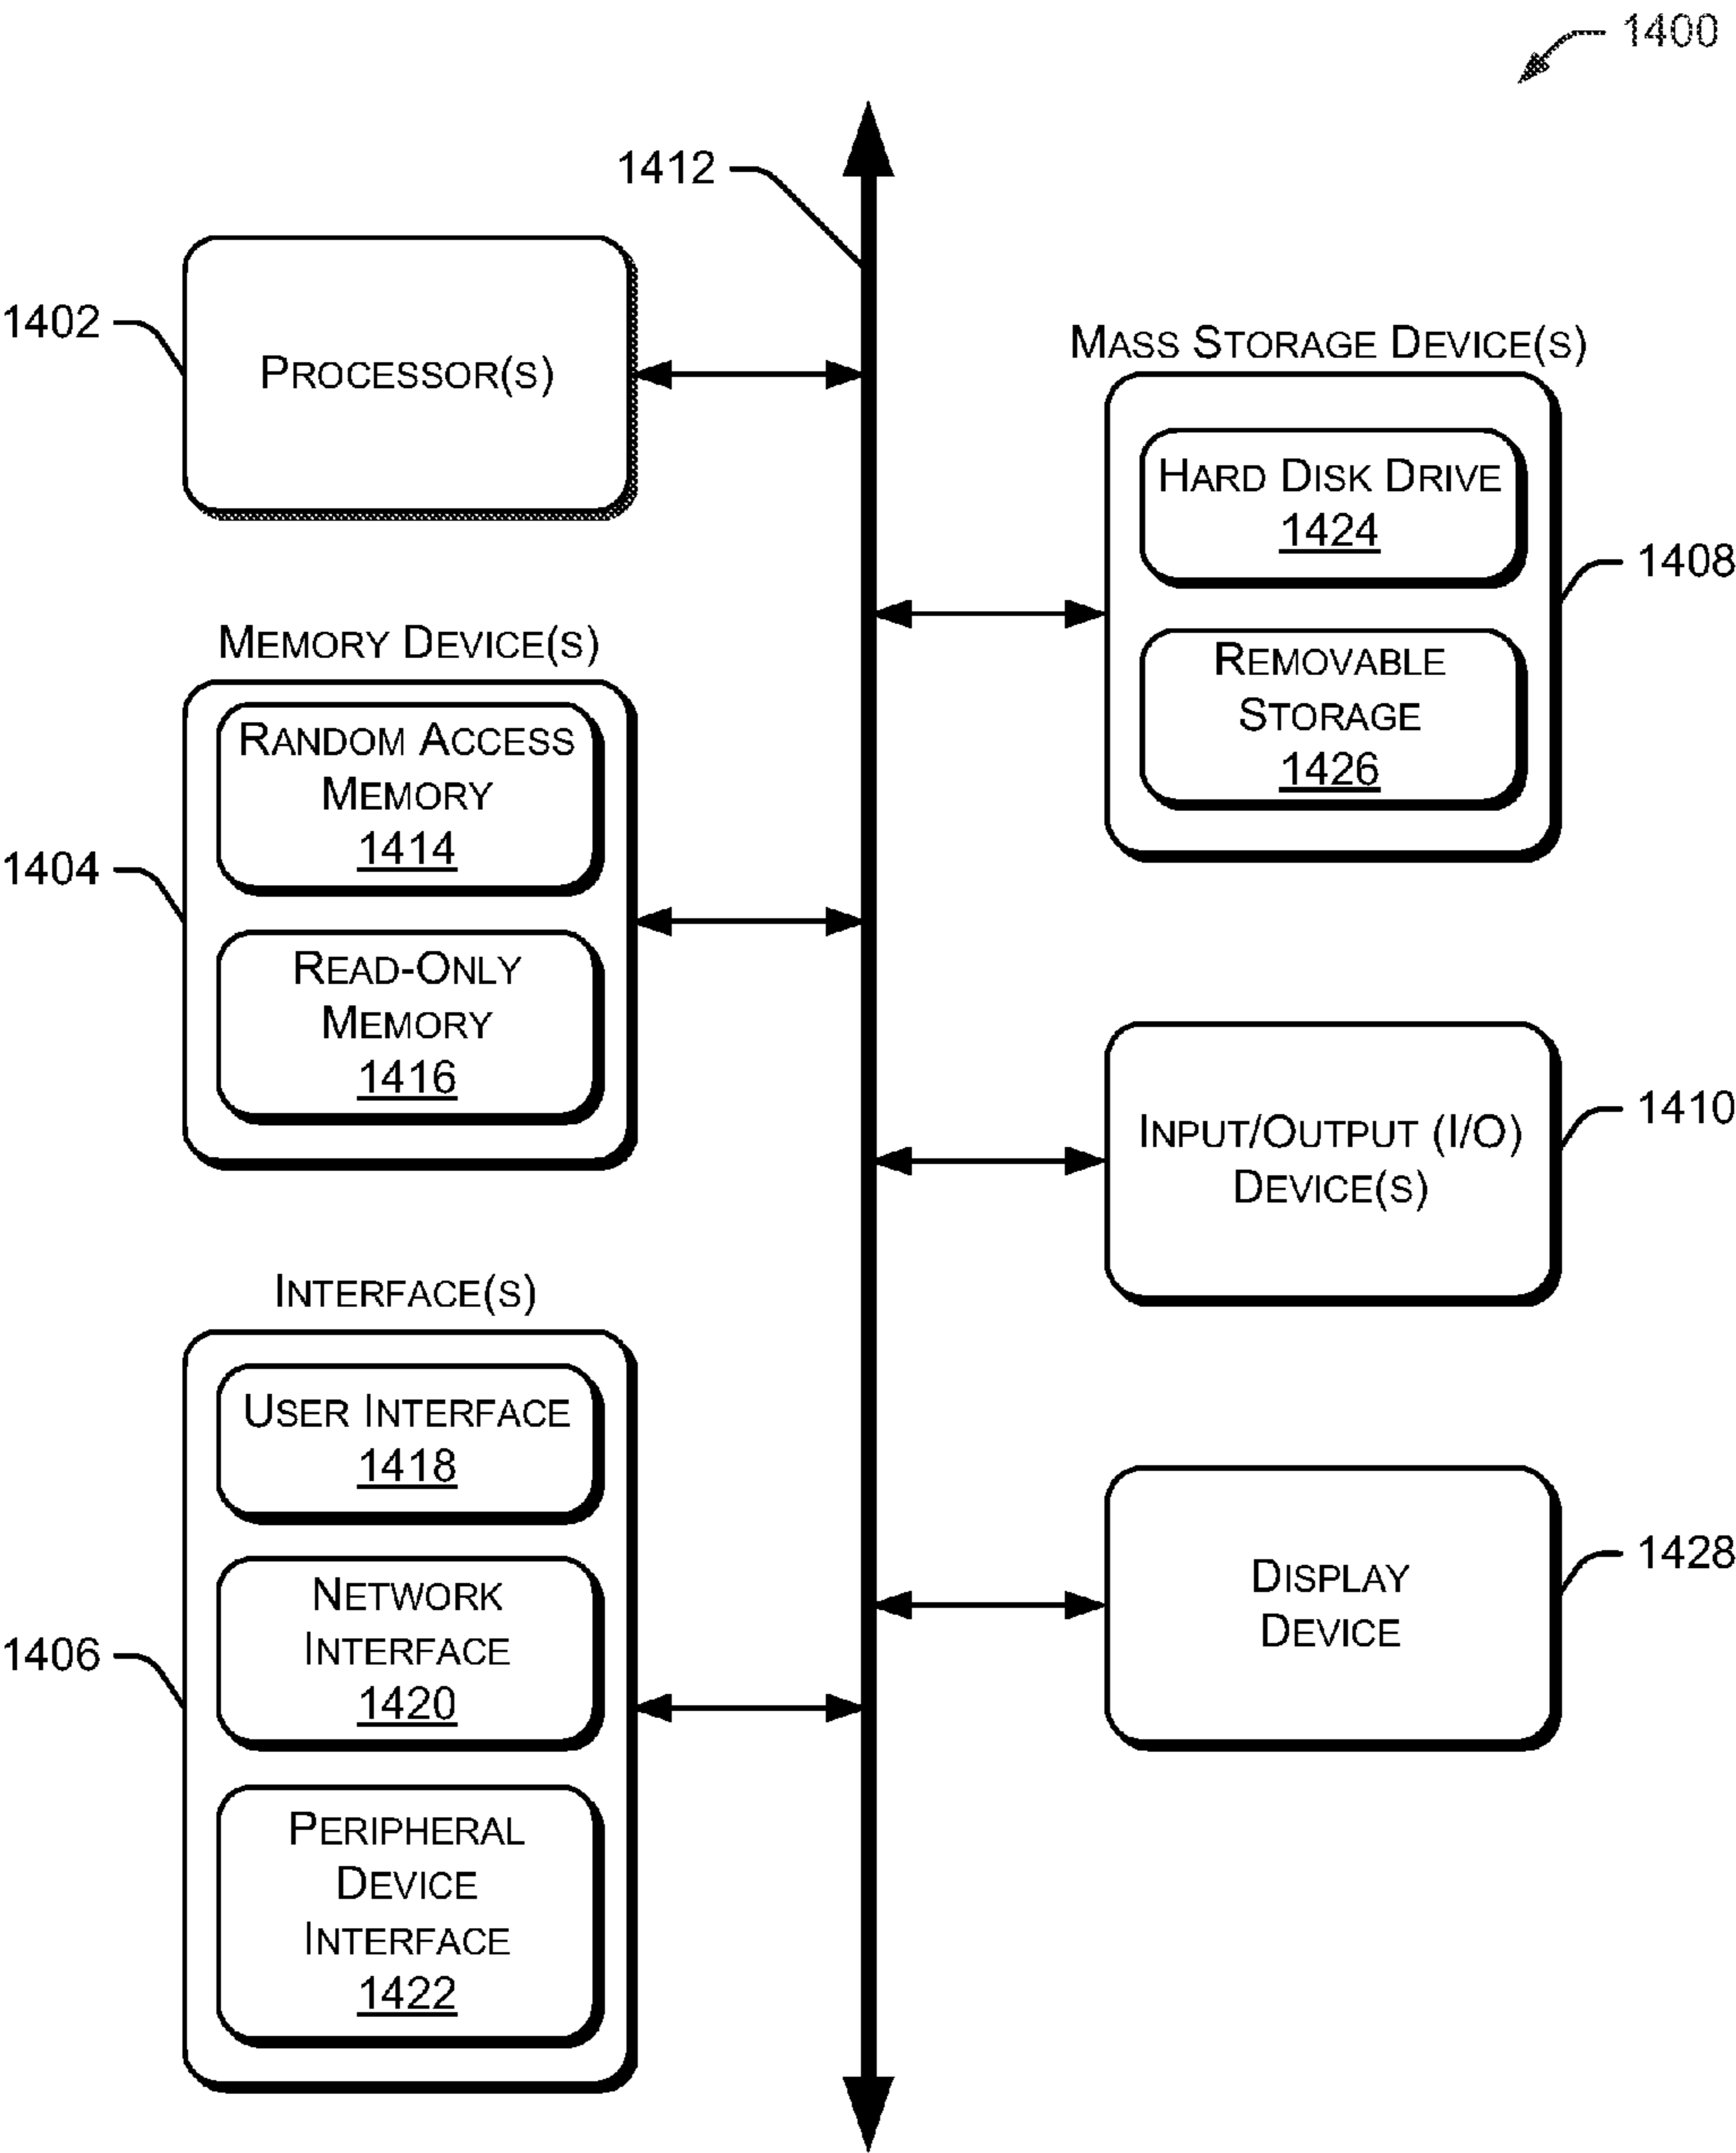 1400
1412
1402
PROCESSOR(S)
MASS STORAGE DEVICE(S)
HARD DISK DRIVE
1424
1408
REMOVABLE
STORAGE
1426
MEMORY DEVICE(S)
RANDOM ACCESS
MEMORY
1414
1404
READ-ONLY
MEMORY
1416
1410
INPUT/OUTPUT (I/O)
DEVICE(S)
INTERFACE(S)
USER INTERFACE
1418
NETWORK
INTERFACE
1420
1406
PERIPHERAL
DEVICE
INTERFACE
1422
1428
DISPLAY
DEVICE